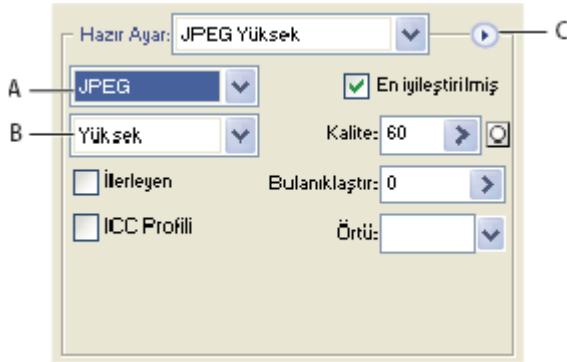 Hazır Ayar: JPEG Yüksek C
A JPEG En iyileştirilmiş
B Yüksek Kalite: 60
İlerleyen Bulanıklaştır: 0
ICC Profili Örtü: